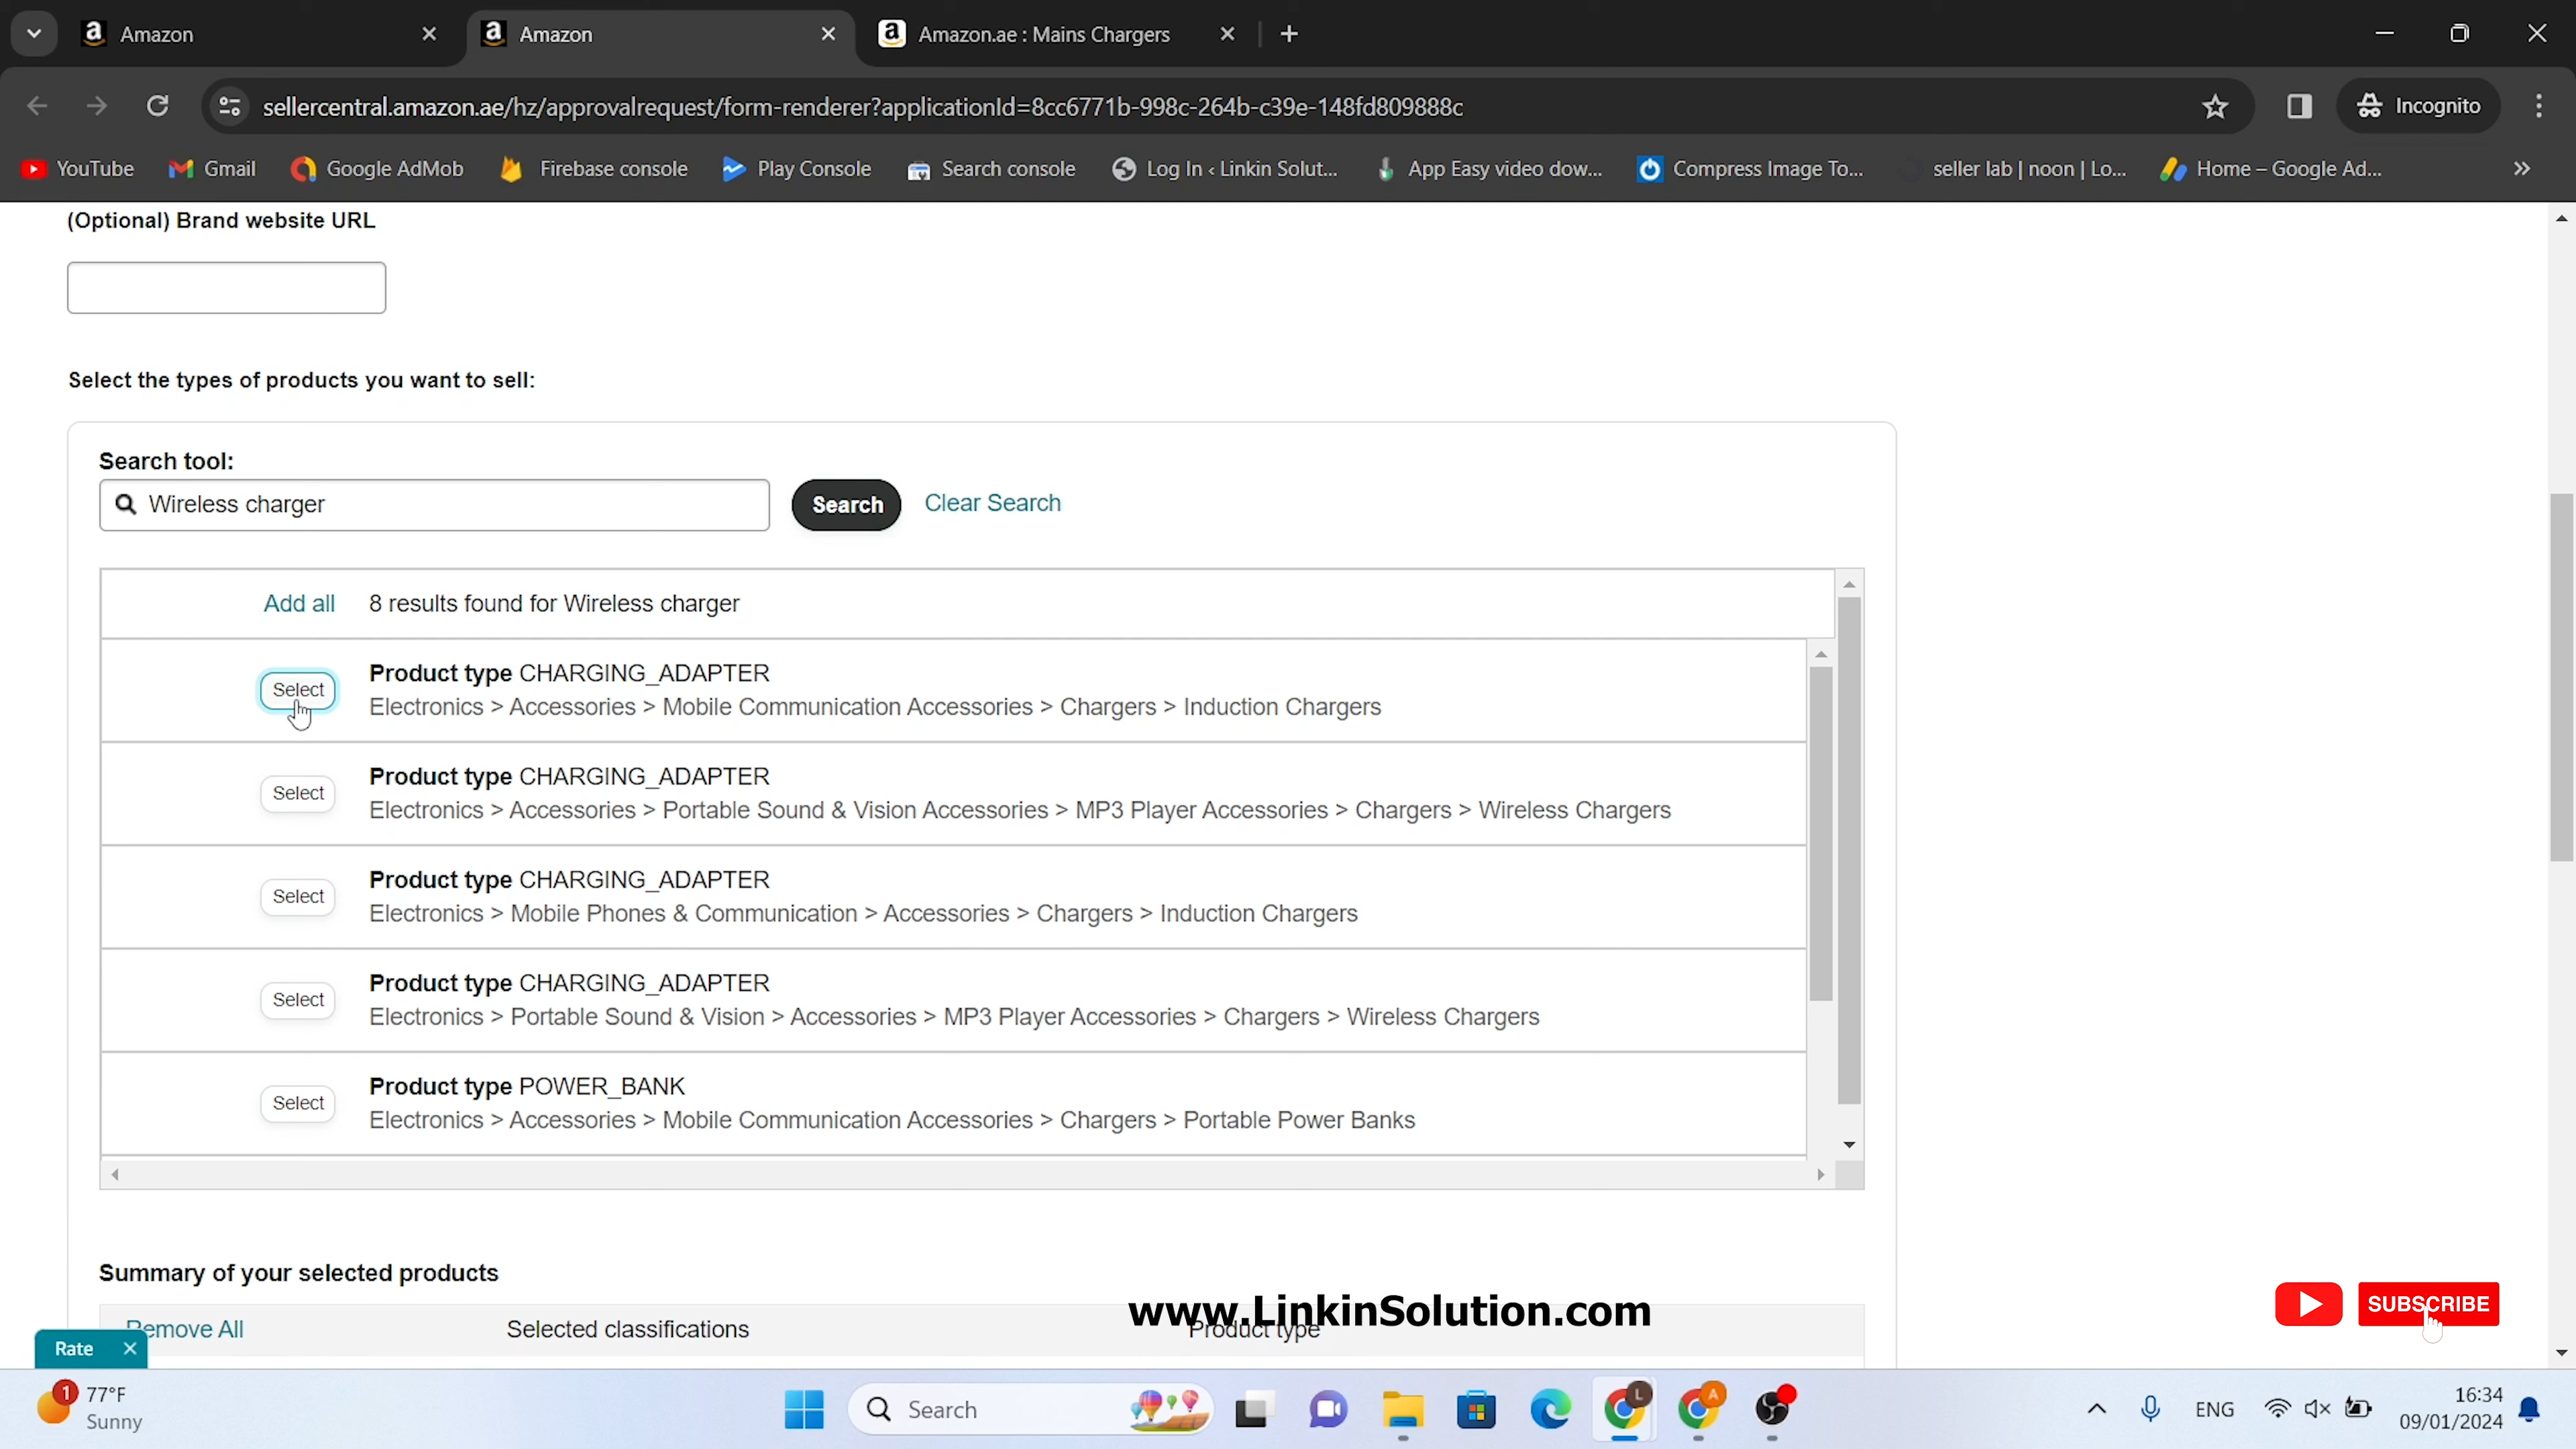 Amazon
Amazon
Amazon.ae : Mains Chargers
sellercentral.amazon.ae/hz/approvalrequest/form-renderer?applicationId=8cc6771b-998c-264b-c39e-148fd809888c
Incognito
YouTube
Gmail
Google AdMob
Firebase console
Play Console
Search console
Log In ‹ Linkin Solut...
App Easy video dow...
Compress Image To...
seller lab | noon | Lo...
Home – Google Ad...
(Optional) Brand website URL
Select the types of products you want to sell:
Search tool:
Wireless charger
Search
Clear Search
Add all
8 results found for Wireless charger
Select
Product type CHARGING_ADAPTER
Electronics > Accessories > Mobile Communication Accessories > Chargers > Induction Chargers
Select
Product type CHARGING_ADAPTER
Electronics > Accessories > Portable Sound & Vision Accessories > MP3 Player Accessories > Chargers > Wireless Chargers
Select
Product type CHARGING_ADAPTER
Electronics > Mobile Phones & Communication > Accessories > Chargers > Induction Chargers
Select
Product type CHARGING_ADAPTER
Electronics > Portable Sound & Vision > Accessories > MP3 Player Accessories > Chargers > Wireless Chargers
Select
Product type POWER_BANK
Electronics > Accessories > Mobile Communication Accessories > Chargers > Portable Power Banks
Summary of your selected products
www.LinkinSolution.com
SUBSCRIBE
Remove All
Selected classifications
Product type
Rate
1
77°F
Sunny
Search
L
A
ENG
16:34
09/01/2024